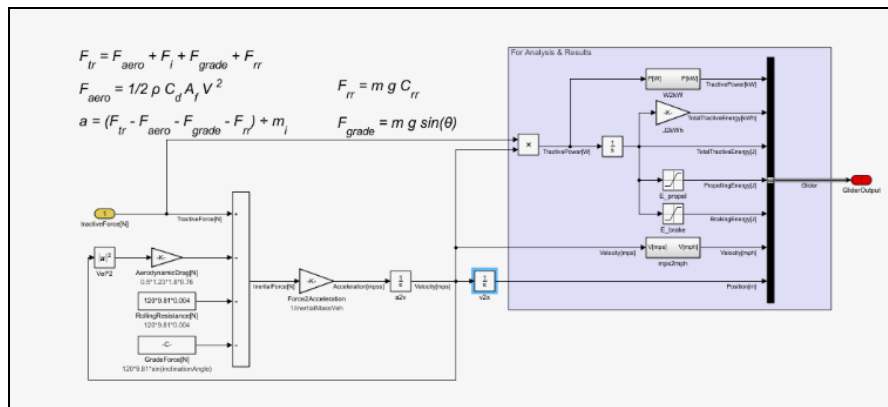 F_tr = F_aero + F_i + F_grade + F_rr
F_aero = 1/2 ρ C_d A_f V^2
F_rr = m g C_rr
a = (F_tr - F_aero - F_grade - F_rr) ÷ m_i
F_grade = m g sin(θ)
For Analysis & Results
P[W] P[kW]
W2kW
TractivePower[kW]
-K-
J2kWh
TotalTractiveEnergy[kWh]
×
TractivePower[W]
1/s
TotalTractiveEnergy[J]
E_propel
PropellingEnergy[J]
E_brake
BrakingEnergy[J]
Glider
GliderOutput
V[mps] V[mph]
mps2mph
Velocity[mps]
Velocity[mph]
Position[m]
1
TractiveForce[N]
TractiveForce[N]
|u|^2
Vel^2
-K-
AerodynamicDrag[N]
0.5*1.23*1.8*0.76
120*9.81*0.004
RollingResistance[N]
120*9.81*0.004
-C-
GradeForce[N]
120*9.81*sin(inclinationAngle)
InertialForce[N]
-K-
Force2Acceleration
1/InertialMassVeh
Acceleration[mpss]
1/s
a2v
Velocity[mps]
1/s
v2x